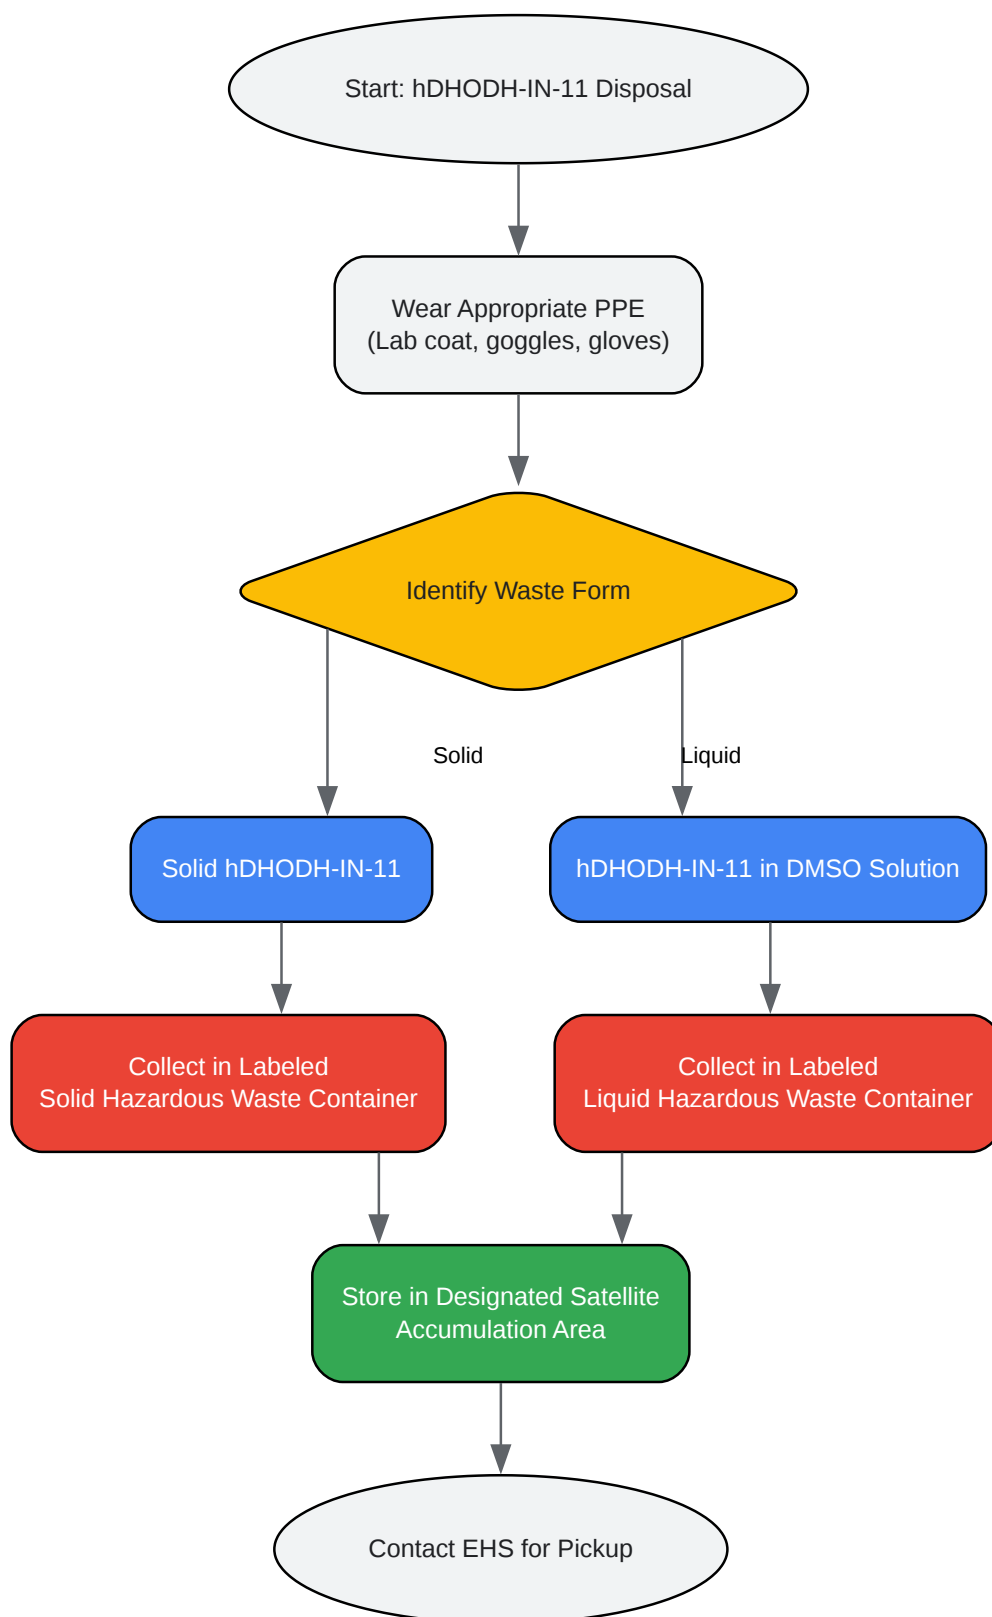 Start: hDHODH-IN-11 Disposal
Wear Appropriate PPE
(Lab coat, goggles, gloves)
Identify Waste Form
Solid
Liquid
Solid hDHODH-IN-11
hDHODH-IN-11 in DMSO Solution
Collect in Labeled
Solid Hazardous Waste Container
Collect in Labeled
Liquid Hazardous Waste Container
Store in Designated Satellite
Accumulation Area
Contact EHS for Pickup